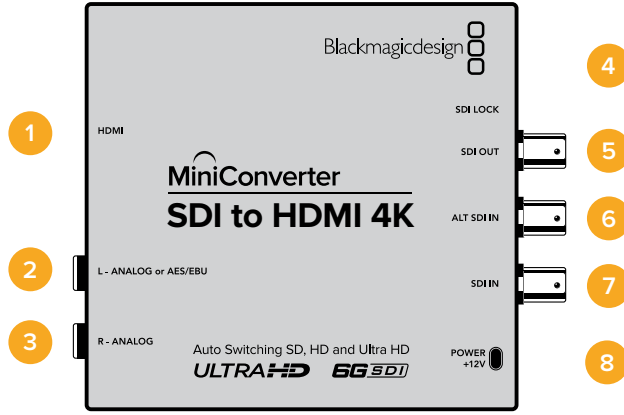 Blackmagicdesign
1
HDMI
4
SDI LOCK
SDI OUT
5
MiniConverter
SDI to HDMI 4K
ALT SDI IN
6
2
L - ANALOG or AES/EBU
SDI IN
7
3
R - ANALOG
Auto Switching SD, HD and Ultra HD
ULTRA HD 6G SDI
POWER
+12V
8